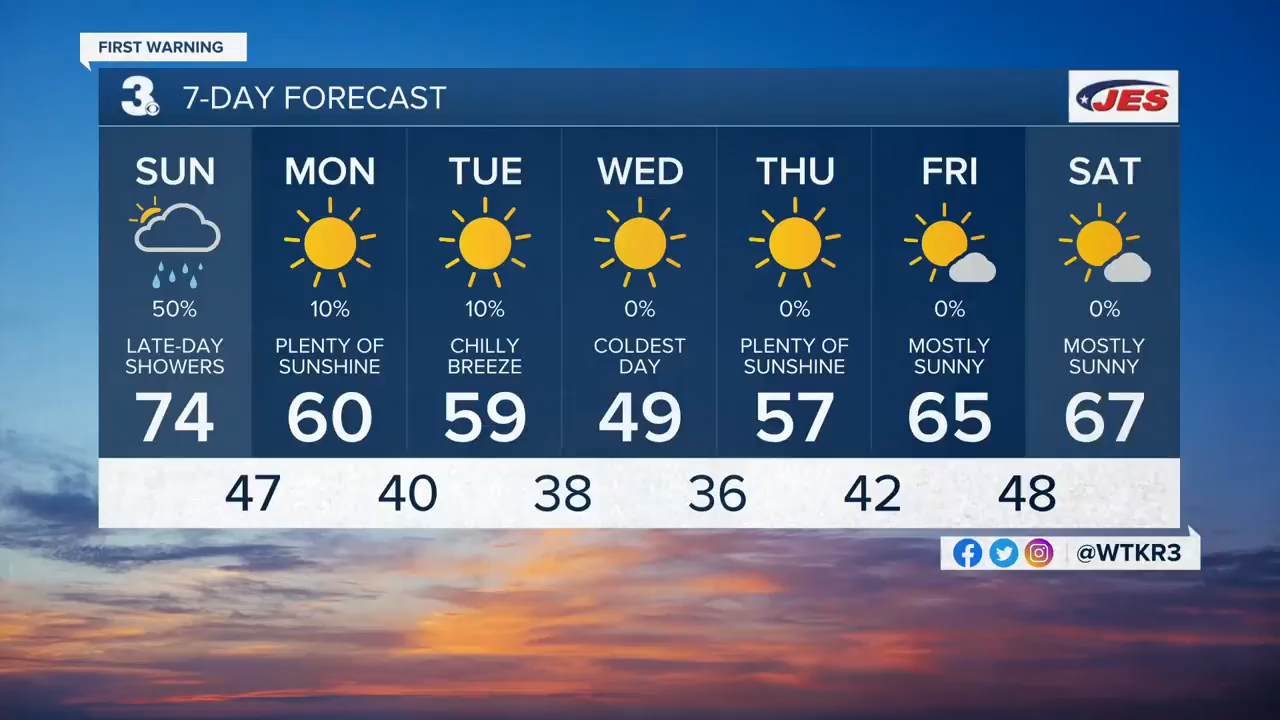 FIRST WARNING
3 7-DAY FORECAST
JES
SUN MON TUE WED THU FRI SAT
50% 10% 10% 0% 0% 0% 0%
LATE-DAY PLENTY OF CHILLY COLDEST PLENTY OF MOSTLY MOSTLY
SHOWERS SUNSHINE BREEZE DAY SUNSHINE SUNNY SUNNY
74 60 59 49 57 65 67
47 40 38 36 42 48
@WTKR3